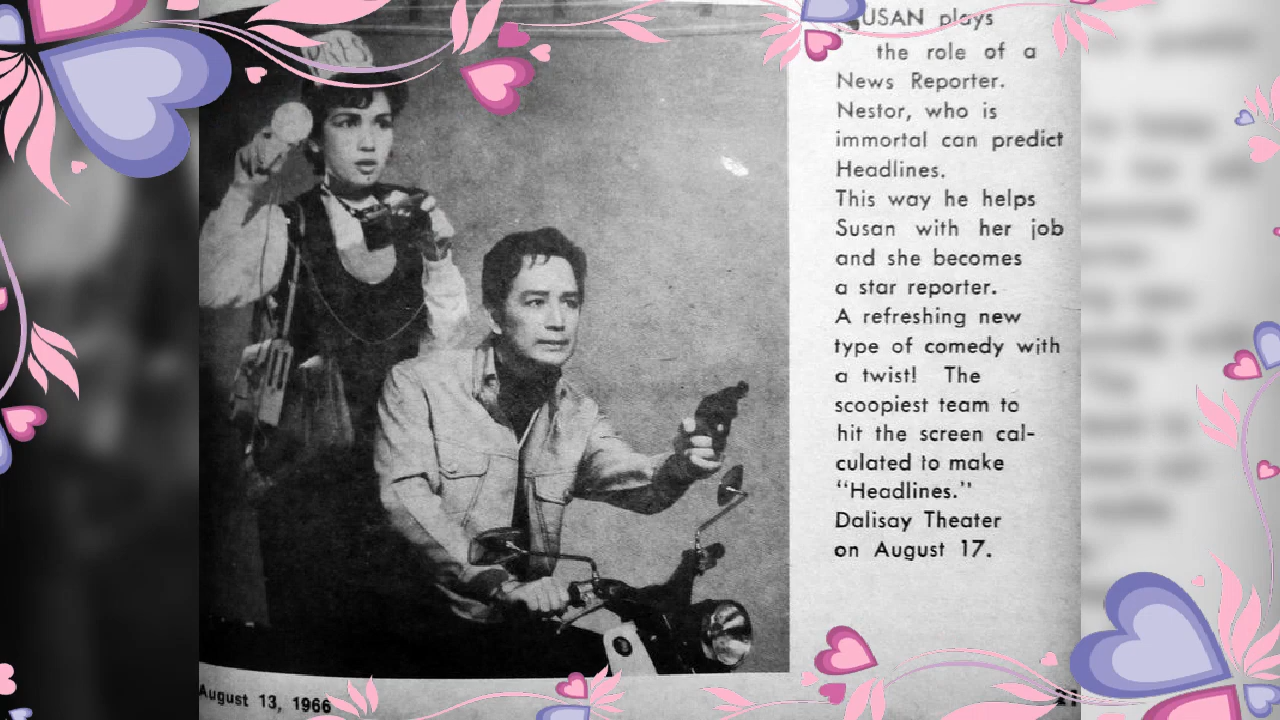 SUSAN plays
the role of a
News Reporter.
Nestor, who is
immortal can predict
Headlines.
This way he helps
Susan with her job
and she becomes
a star reporter.
A refreshing new
type of comedy with
a twist! The
scoopiest team to
hit the screen cal-
culated to make
“Headlines.”
Dalisay Theater
on August 17.
August 13, 1966